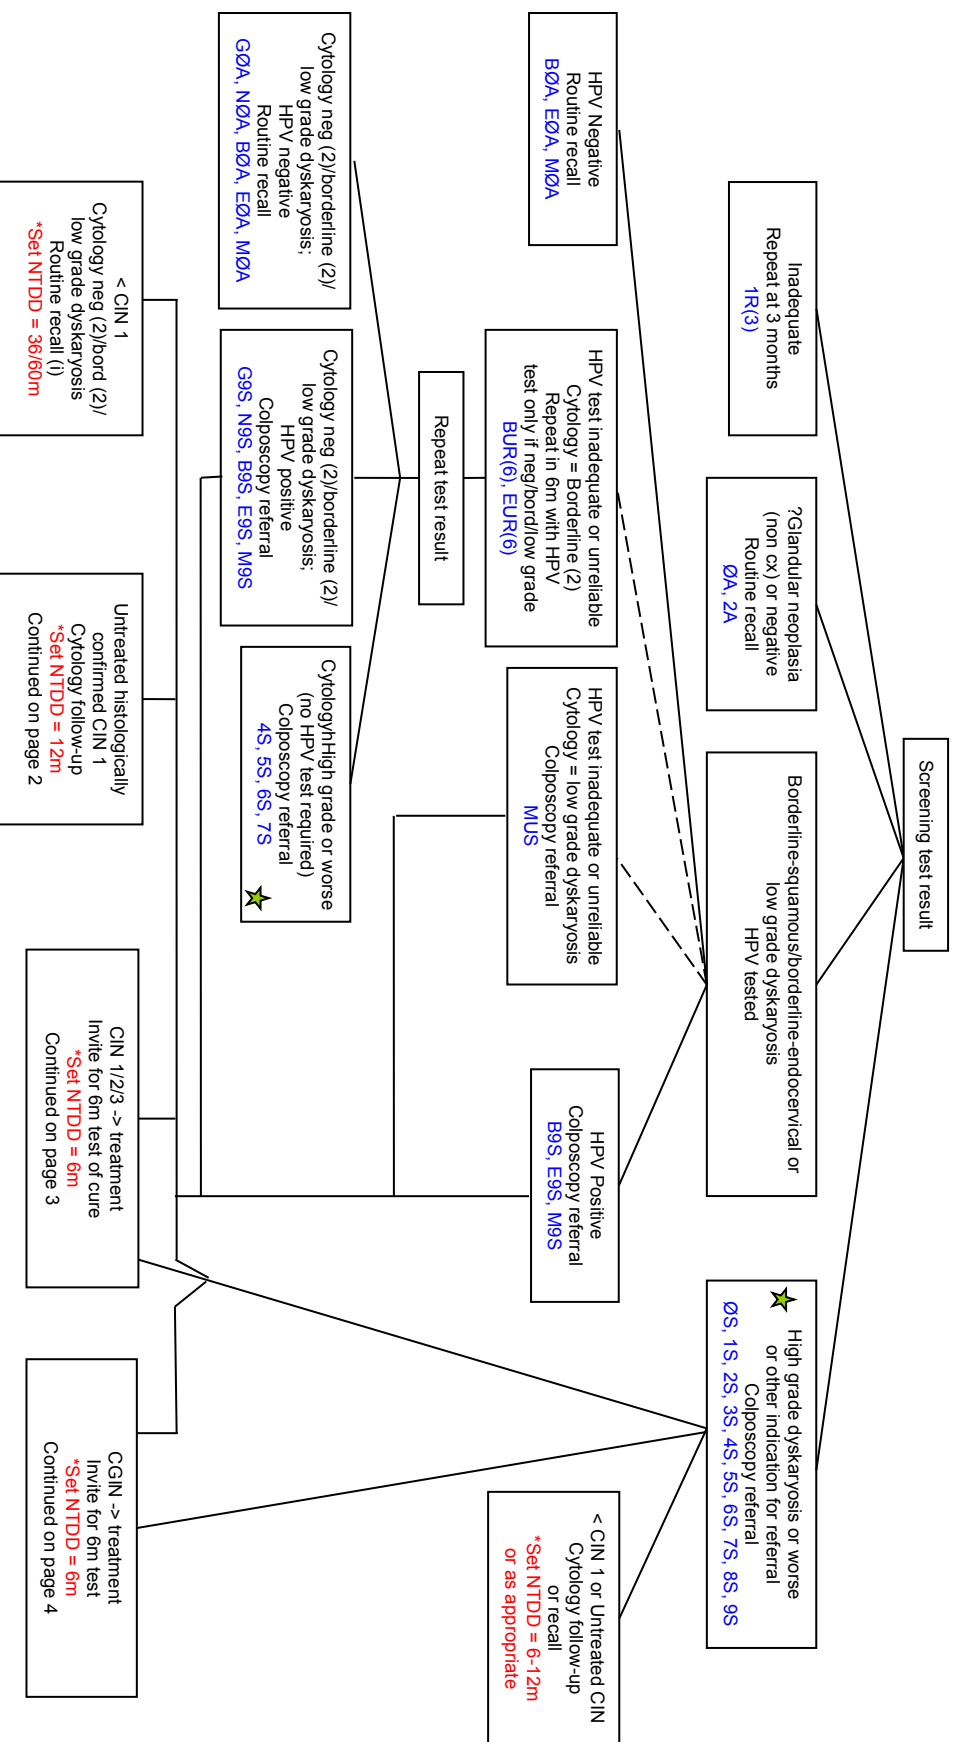 Screening test result
Inadequate
Repeat at 3 months
1R(3)
?Glandular neoplasia
(non cx) or negative
Routine recall
ØA, 2A
Borderline-squamous/borderline-endocervical or
low grade dyskaryosis
HPV tested
High grade dyskaryosis or worse
or other indication for referral
Colposcopy referral
ØS, 1S, 2S, 3S, 4S, 5S, 6S, 7S, 8S, 9S
HPV Negative
Routine recall
BØA, EØA, MØA
HPV test inadequate or unreliable
Cytology = Borderline (2)
Repeat in 6m with HPV
test only if neg/bord/low grade
BUR(6), EUR(6)
HPV test inadequate or unreliable
Cytology = low grade dyskaryosis
Colposcopy referral
MUS
HPV Positive
Colposcopy referral
B9S, E9S, M9S
< CIN 1 or Untreated CIN
Cytology follow-up
or recall
*Set NTDD = 6-12m
or as appropriate
Repeat test result
Cytology neg (2)/borderline (2)/
low grade dyskaryosis;
HPV negative
Routine recall
GØA, NØA, BØA, EØA, MØA
Cytology neg (2)/borderline (2)/
low grade dyskaryosis;
HPV positive
Colposcopy referral
G9S, N9S, B9S, E9S, M9S
CytologyhHigh grade or worse
(no HPV test required)
Colposcopy referral
4S, 5S, 6S, 7S
< CIN 1
Cytology neg (2)/bord (2)/
low grade dyskaryosis
Routine recall (i)
*Set NTDD = 36/60m
Untreated histologically
confirmed CIN 1
Cytology follow-up
*Set NTDD = 12m
Continued on page 2
CIN 1/2/3 -> treatment
Invite for 6m test of cure
*Set NTDD = 6m
Continued on page 3
CGIN -> treatment
Invite for 6m test
*Set NTDD = 6m
Continued on page 4